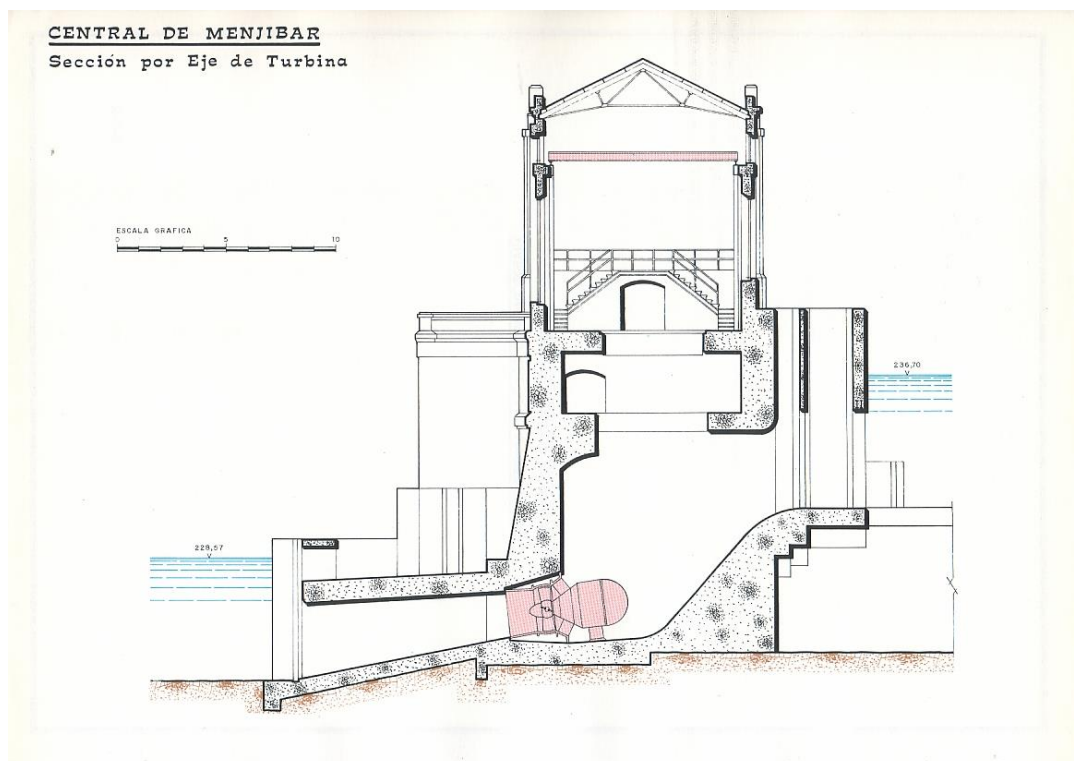 CENTRAL DE MENJIBAR
Sección por Eje de Turbina
ESCALA GRAFICA
0 5 10
236,70
228,57